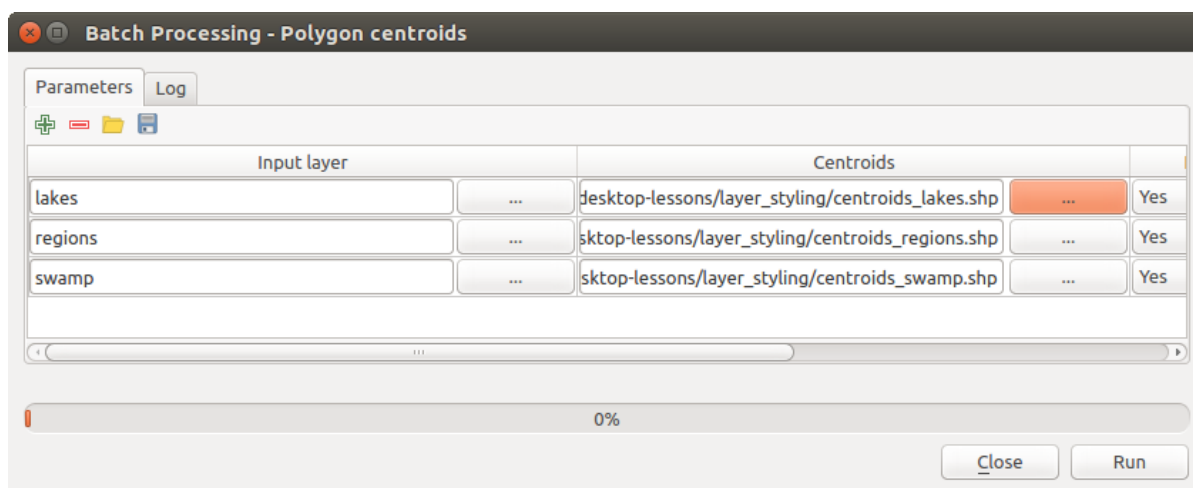 Batch Processing - Polygon centroids
Parameters Log
Input layer Centroids
lakes ... desktop-lessons/layer_styling/centroids_lakes.shp ... Yes
regions ... sktop-lessons/layer_styling/centroids_regions.shp ... Yes
swamp ... sktop-lessons/layer_styling/centroids_swamp.shp ... Yes
0%
Close Run